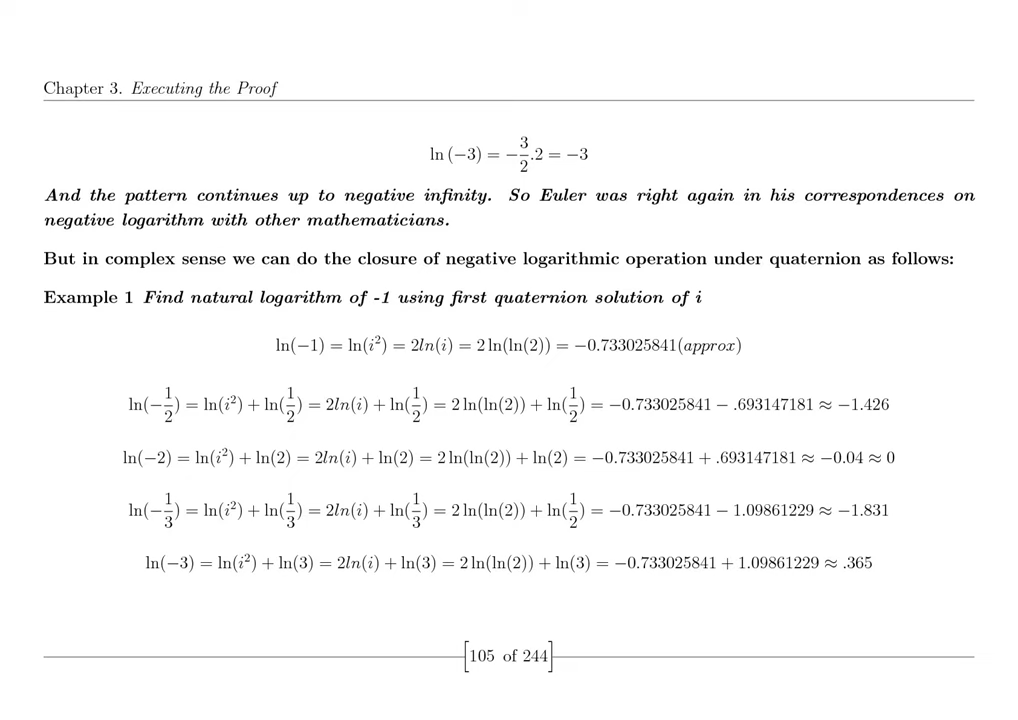 Chapter 3. Executing the Proof
ln (−3) = −3/2.2 = −3
And the pattern continues up to negative infinity. So Euler was right again in his correspondences on
negative logarithm with other mathematicians.
But in complex sense we can do the closure of negative logarithmic operation under quaternion as follows:
Example 1 Find natural logarithm of -1 using first quaternion solution of i
ln(−1) = ln(i²) = 2ln(i) = 2 ln(ln(2)) = −0.733025841(approx)
ln(−1/2) = ln(i²) + ln(1/2) = 2ln(i) + ln(1/2) = 2 ln(ln(2)) + ln(1/2) = −0.733025841 − .693147181 ≈ −1.426
ln(−2) = ln(i²) + ln(2) = 2ln(i) + ln(2) = 2 ln(ln(2)) + ln(2) = −0.733025841 + .693147181 ≈ −0.04 ≈ 0
ln(−1/3) = ln(i²) + ln(1/3) = 2ln(i) + ln(1/3) = 2 ln(ln(2)) + ln(1/2) = −0.733025841 − 1.09861229 ≈ −1.831
ln(−3) = ln(i²) + ln(3) = 2ln(i) + ln(3) = 2 ln(ln(2)) + ln(3) = −0.733025841 + 1.09861229 ≈ .365
[105 of 244]